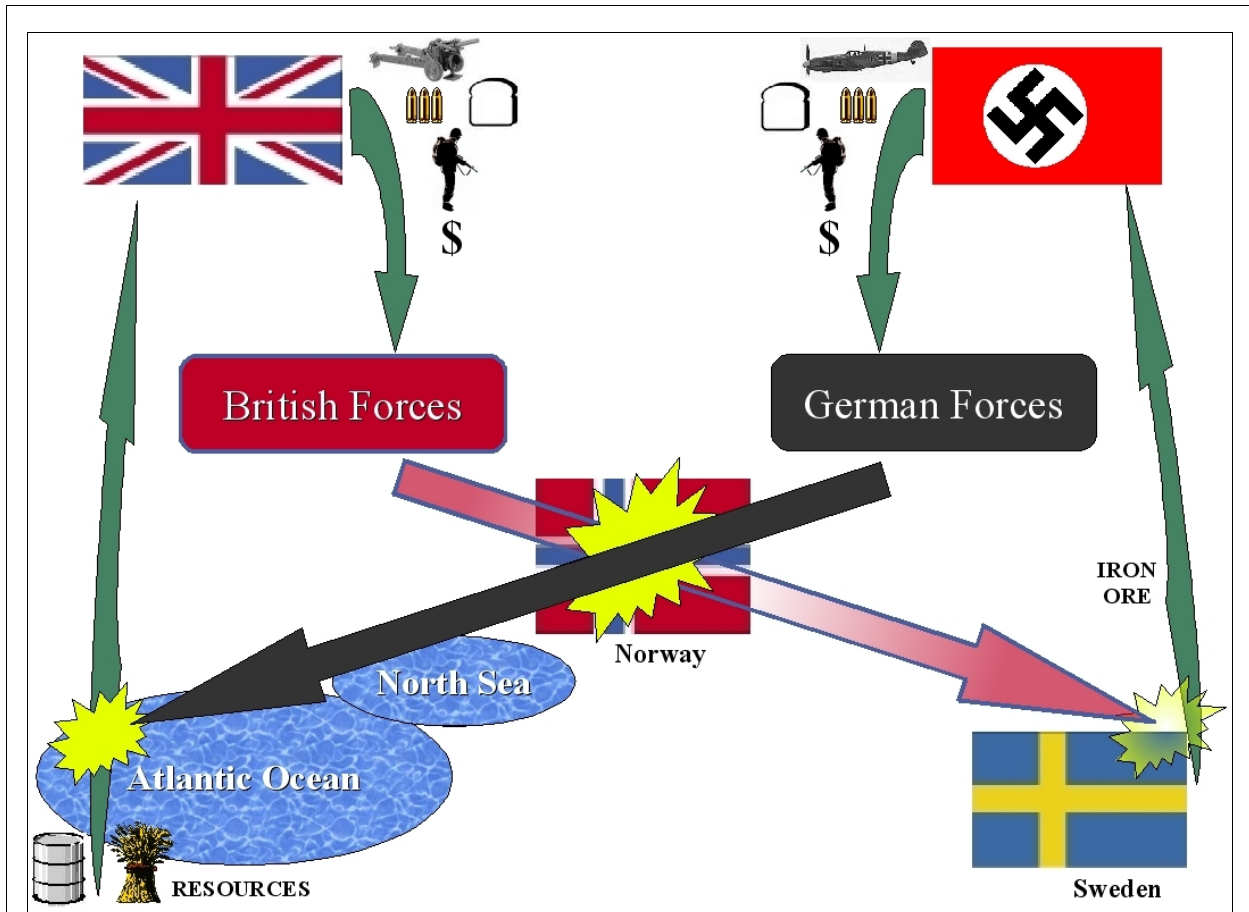 $
$
British Forces
German Forces
IRON
ORE
Norway
North Sea
Atlantic Ocean
RESOURCES
Sweden